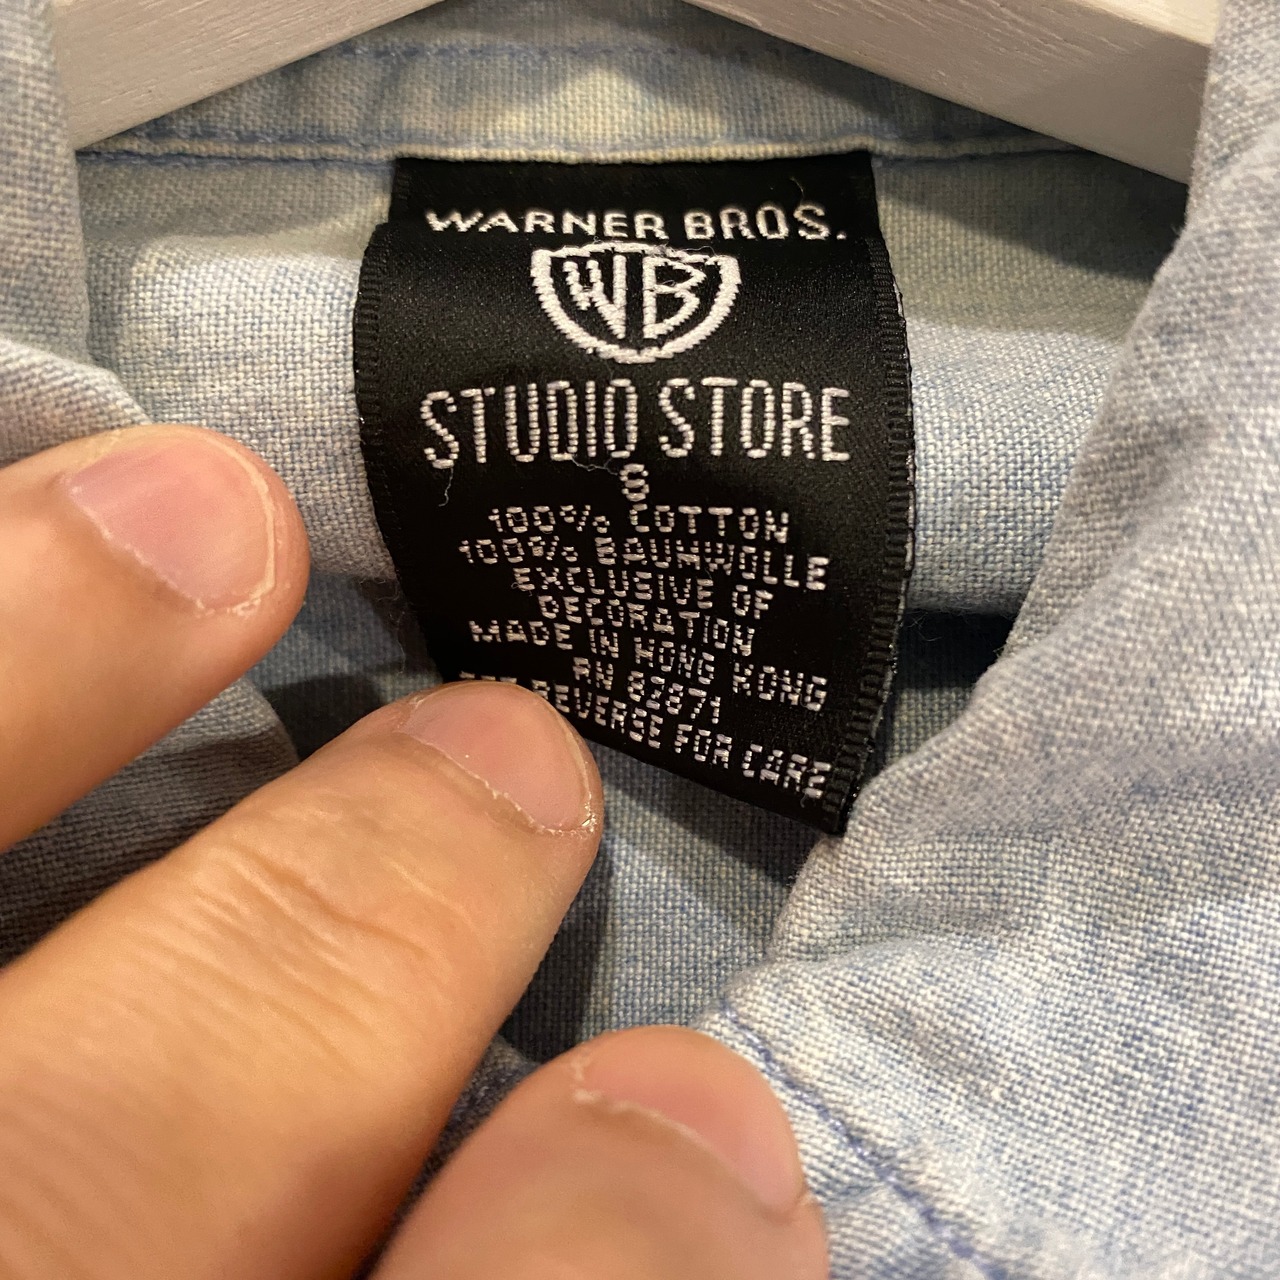 WARNER BROS.
WB
STUDIO STORE
S
100% COTTON
100% BAUMWOLLE
EXCLUSIVE OF
DECORATION
MADE IN HONG KONG
RN 82871
SEE REVERSE FOR CARE